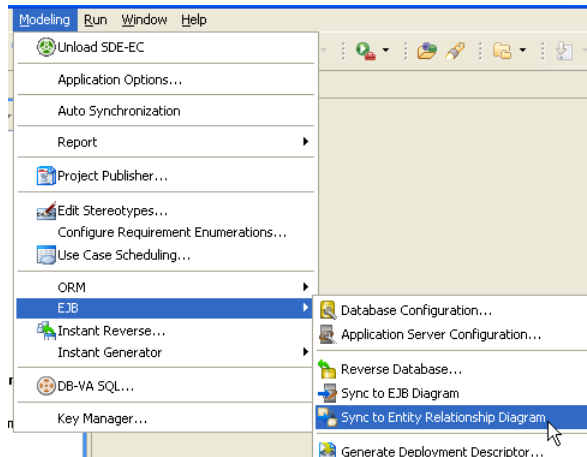 Modeling Run Window Help
Unload SDE-EC
Application Options...
Auto Synchronization
Report
Project Publisher...
Edit Stereotypes...
Configure Requirement Enumerations...
Use Case Scheduling...
ORM
EJB
Instant Reverse...
Instant Generator
DB-VA SQL...
Key Manager...
Database Configuration...
Application Server Configuration...
Reverse Database...
Sync to EJB Diagram
Sync to Entity Relationship Diagram
Generate Deployment Descriptor...